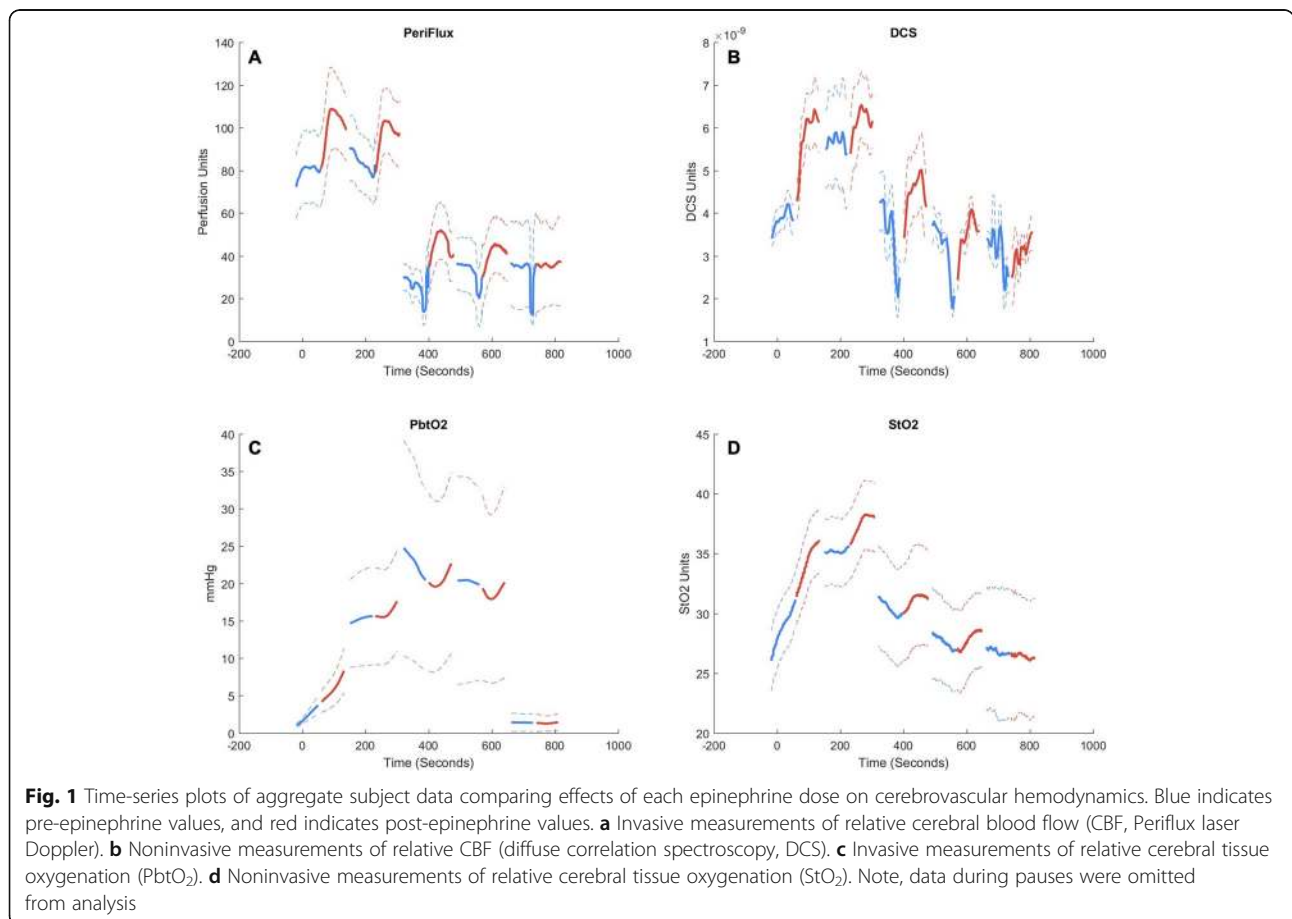 PeriFlux
A
Perfusion Units
140
120
100
80
60
40
20
0
-200 0 200 400 600 800 1000
Time (Seconds)
DCS
×10⁻⁹
B
DCS Units
8
7
6
5
4
3
2
1
-200 0 200 400 600 800 1000
Time (Seconds)
PbtO2
C
mmHg
40
35
30
25
20
15
10
5
0
-200 0 200 400 600 800 1000
Time (Seconds)
StO2
D
StO2 Units
45
40
35
30
25
20
-200 0 200 400 600 800 1000
Time (Seconds)
Fig. 1 Time-series plots of aggregate subject data comparing effects of each epinephrine dose on cerebrovascular hemodynamics. Blue indicates
pre-epinephrine values, and red indicates post-epinephrine values. a Invasive measurements of relative cerebral blood flow (CBF, Periflux laser
Doppler). b Noninvasive measurements of relative CBF (diffuse correlation spectroscopy, DCS). c Invasive measurements of relative cerebral tissue
oxygenation (PbtO₂). d Noninvasive measurements of relative cerebral tissue oxygenation (StO₂). Note, data during pauses were omitted
from analysis